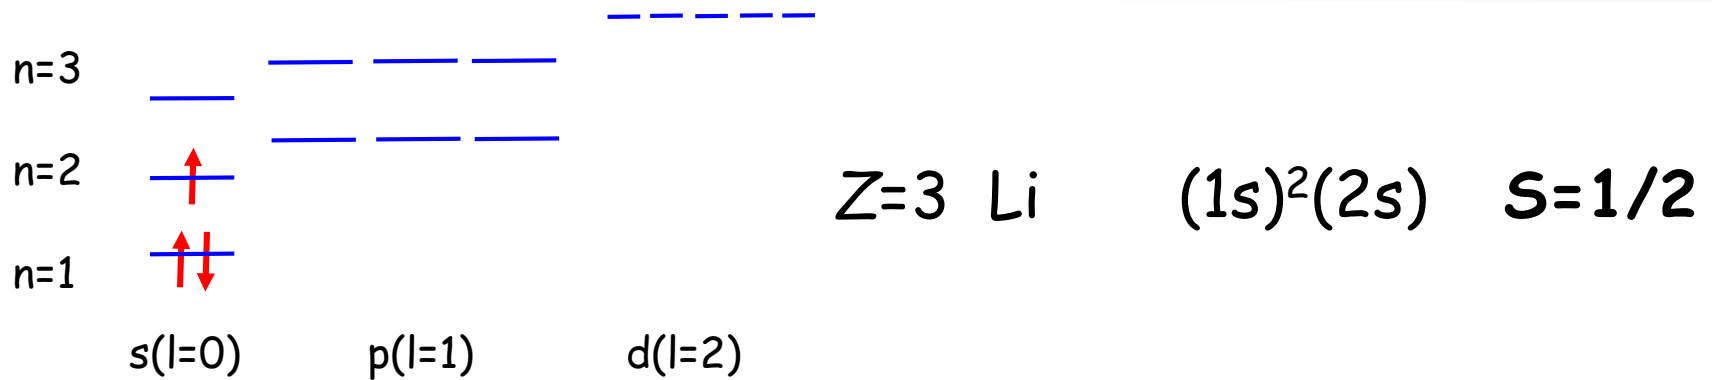 n=3
n=2
n=1
Z=3 Li (1s)²(2s) S=1/2
s(l=0) p(l=1) d(l=2)